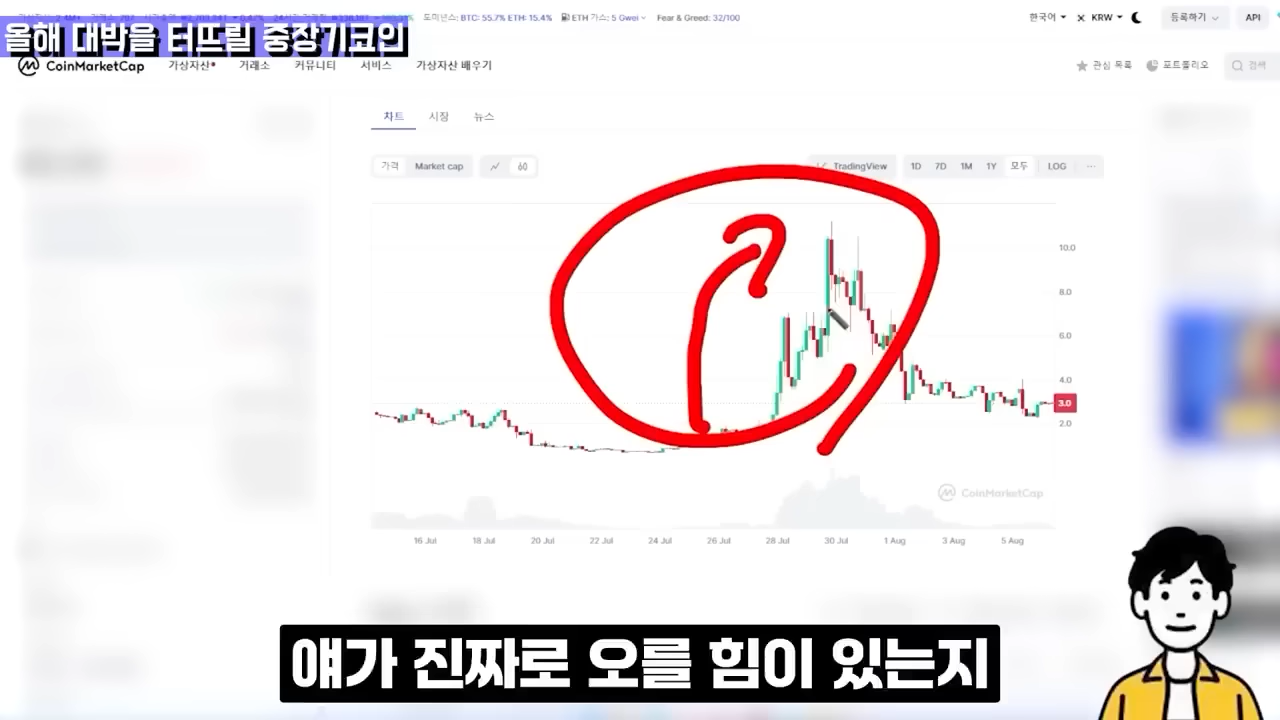 도미넌스: BTC: 55.7% ETH: 15.4% ETH 가스: 5 Gwei Fear & Greed: 32/100 한국어 KRW 등록하기 API
올해 대박을 터뜨릴 중장기코인
CoinMarketCap 가상자산 거래소 커뮤니티 서비스 가상자산 배우기 관심 목록 포트폴리오 검색
차트 시장 뉴스
가격 Market cap TradingView 1D 7D 1M 1Y 모두 LOG ...
10.0
8.0
6.0
4.0
3.0
2.0
CoinMarketCap
16 Jul 18 Jul 20 Jul 22 Jul 24 Jul 26 Jul 28 Jul 30 Jul 1 Aug 3 Aug 5 Aug
얘가 진짜로 오를 힘이 있는지